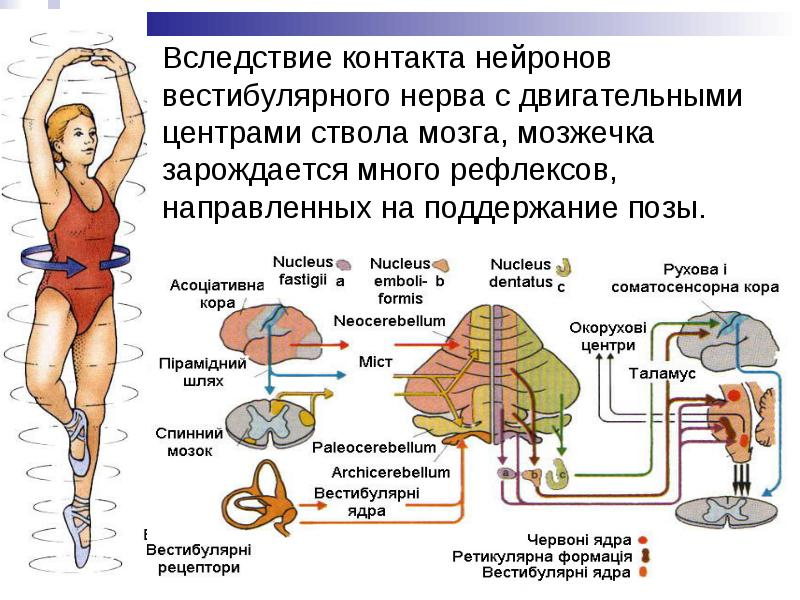 Вследствие контакта нейронов
вестибулярного нерва с двигательными
центрами ствола мозга, мозжечка
зарождается много рефлексов,
направленных на поддержание позы.
Nucleus
fastigii a
Nucleus
emboli- b
formis
Nucleus
dentatus c
Рухова і
соматосенсорна кора
Асоціативна
кора
Neocerebellum
Окорухові
центри
Пірамідний
шлях
Міст
Таламус
Спинний
мозок
Paleocerebellum
Archicerebellum
a b c
Вестибулярні
ядра
Вестибулярні
рецептори
Червоні ядра
Ретикулярна формація
Вестибулярні ядра